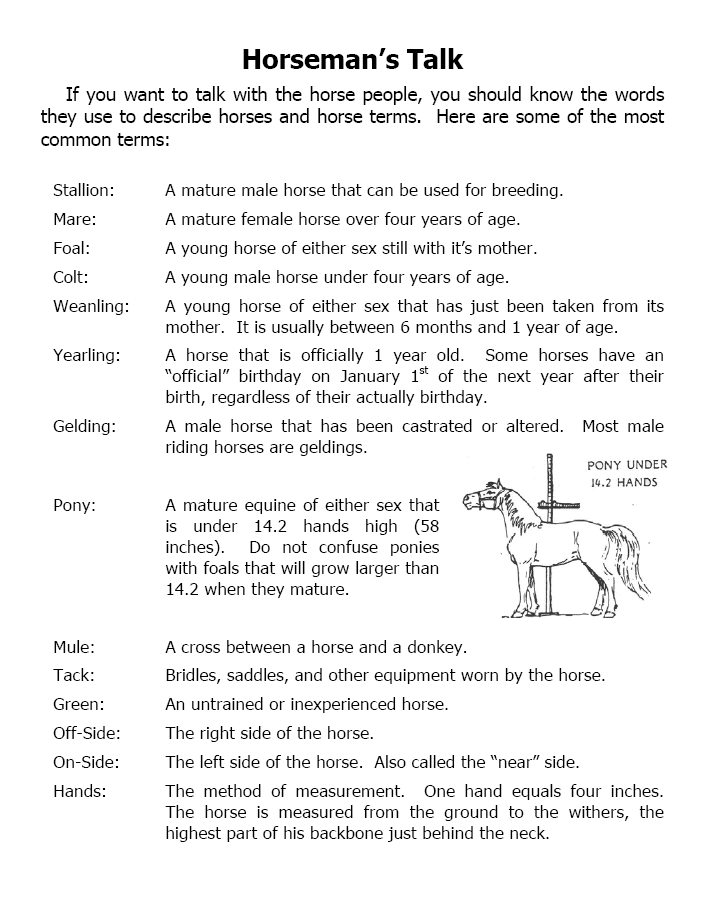 Horseman’s Talk
If you want to talk with the horse people, you should know the words
they use to describe horses and horse terms. Here are some of the most
common terms:
Stallion: A mature male horse that can be used for breeding.
Mare: A mature female horse over four years of age.
Foal: A young horse of either sex still with it’s mother.
Colt: A young male horse under four years of age.
Weanling: A young horse of either sex that has just been taken from its
mother. It is usually between 6 months and 1 year of age.
Yearling: A horse that is officially 1 year old. Some horses have an
“official” birthday on January 1st of the next year after their
birth, regardless of their actually birthday.
Gelding: A male horse that has been castrated or altered. Most male
riding horses are geldings.
PONY UNDER
14.2 HANDS
Pony: A mature equine of either sex that
is under 14.2 hands high (58
inches). Do not confuse ponies
with foals that will grow larger than
14.2 when they mature.
Mule: A cross between a horse and a donkey.
Tack: Bridles, saddles, and other equipment worn by the horse.
Green: An untrained or inexperienced horse.
Off-Side: The right side of the horse.
On-Side: The left side of the horse. Also called the “near” side.
Hands: The method of measurement. One hand equals four inches.
The horse is measured from the ground to the withers, the
highest part of his backbone just behind the neck.